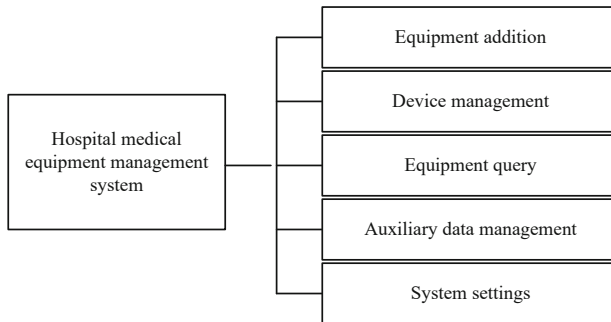 Hospital medical
equipment management
system
Equipment addition
Device management
Equipment query
Auxiliary data management
System settings